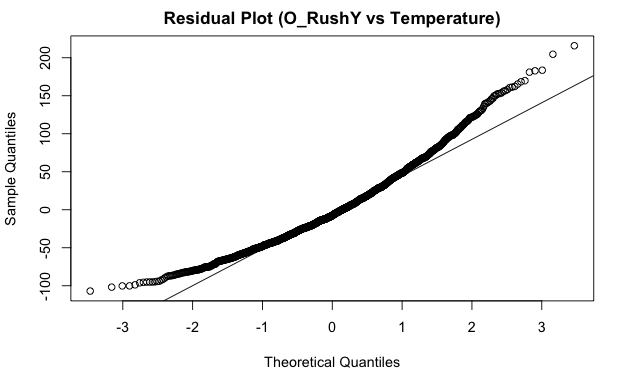 Residual Plot (O_RushY vs Temperature)
Sample Quantiles
200
150
100
50
0
-50
-100
-3 -2 -1 0 1 2 3
Theoretical Quantiles